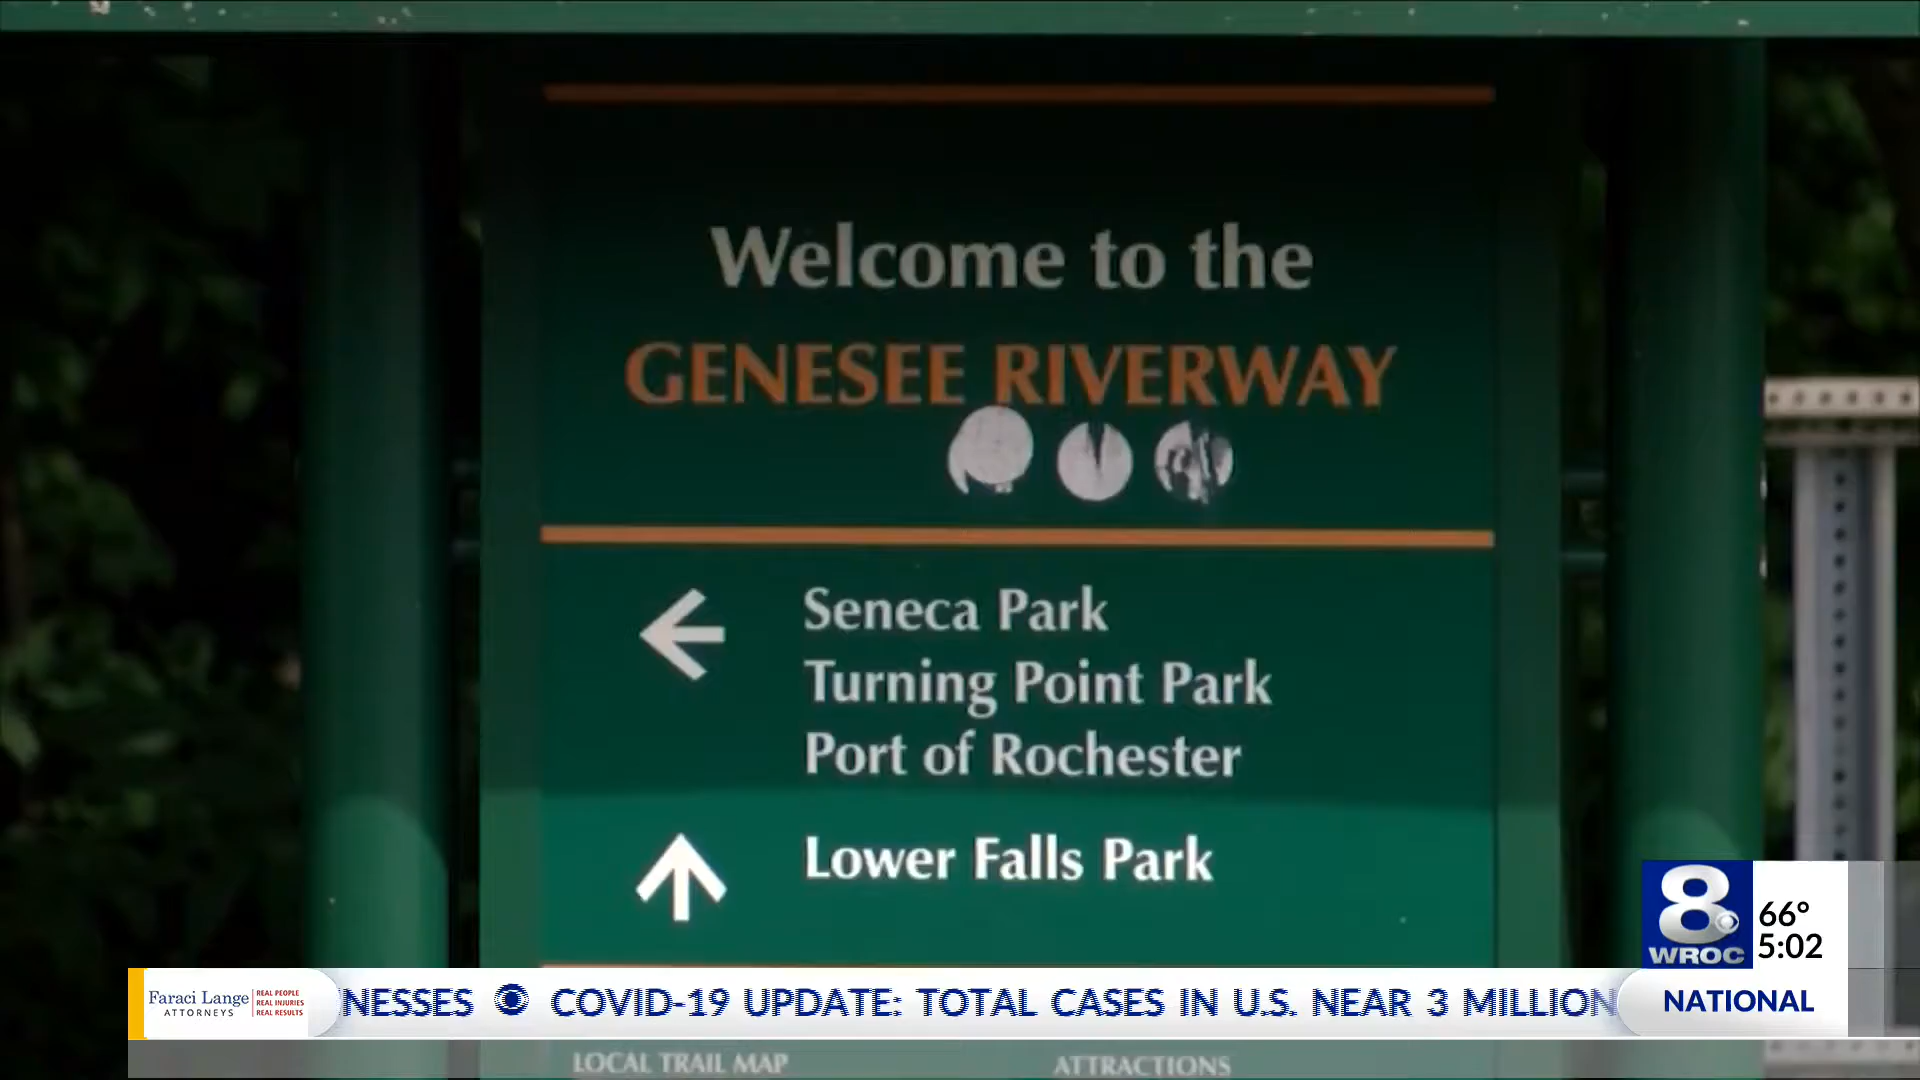 Welcome to the
GENESEE RIVERWAY
Seneca Park
Turning Point Park
Port of Rochester
Lower Falls Park
8
WROC
66°
5:02
Faraci Lange
ATTORNEYS
REAL PEOPLE
REAL INJURIES
REAL RESULTS
NESSES COVID-19 UPDATE: TOTAL CASES IN U.S. NEAR 3 MILLION
NATIONAL
LOCAL TRAIL MAP
ATTRACTIONS